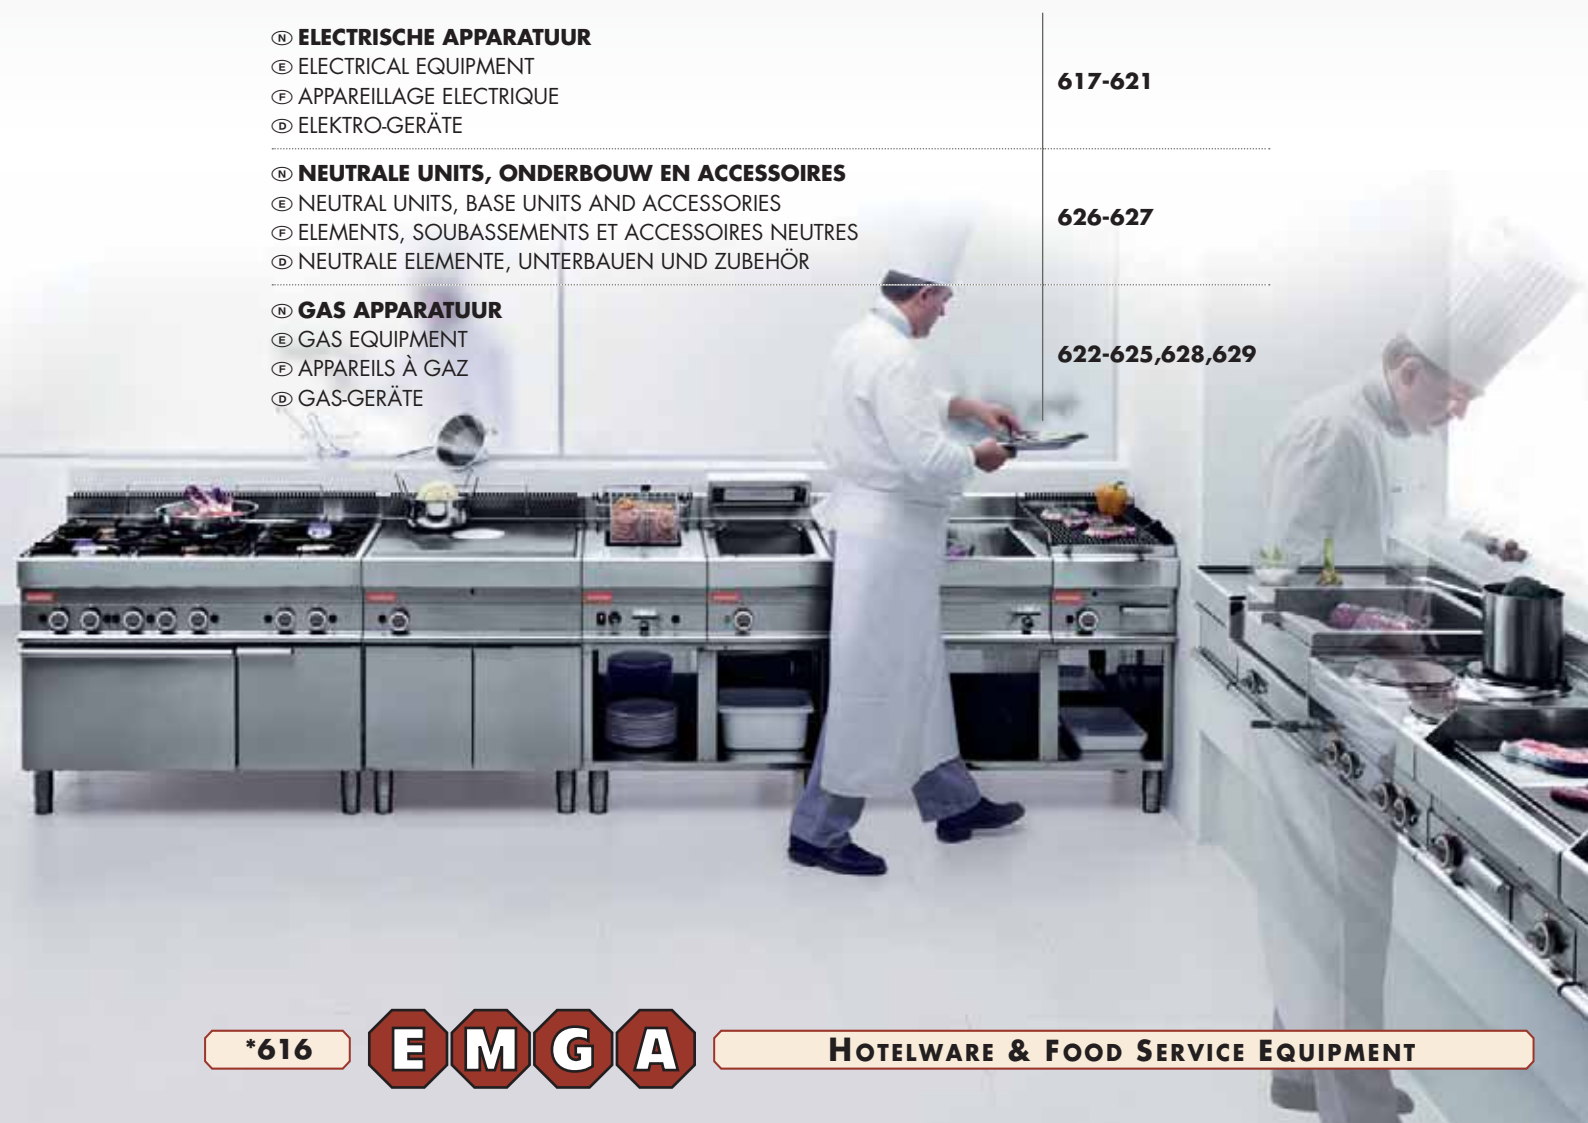 Ⓝ ELECTRISCHE APPARATUUR
Ⓔ ELECTRICAL EQUIPMENT
Ⓕ APPAREILLAGE ELECTRIQUE
Ⓓ ELEKTRO-GERÄTE
617-621
Ⓝ NEUTRALE UNITS, ONDERBOUW EN ACCESSOIRES
Ⓔ NEUTRAL UNITS, BASE UNITS AND ACCESSORIES
Ⓕ ELEMENTS, SOUBASSEMENTS ET ACCESSOIRES NEUTRES
Ⓓ NEUTRALE ELEMENTE, UNTERBAUEN UND ZUBEHÖR
626-627
Ⓝ GAS APPARATUUR
Ⓔ GAS EQUIPMENT
Ⓕ APPAREILS À GAZ
Ⓓ GAS-GERÄTE
622-625,628,629
*616
EMGA
HOTELWARE & FOOD SERVICE EQUIPMENT